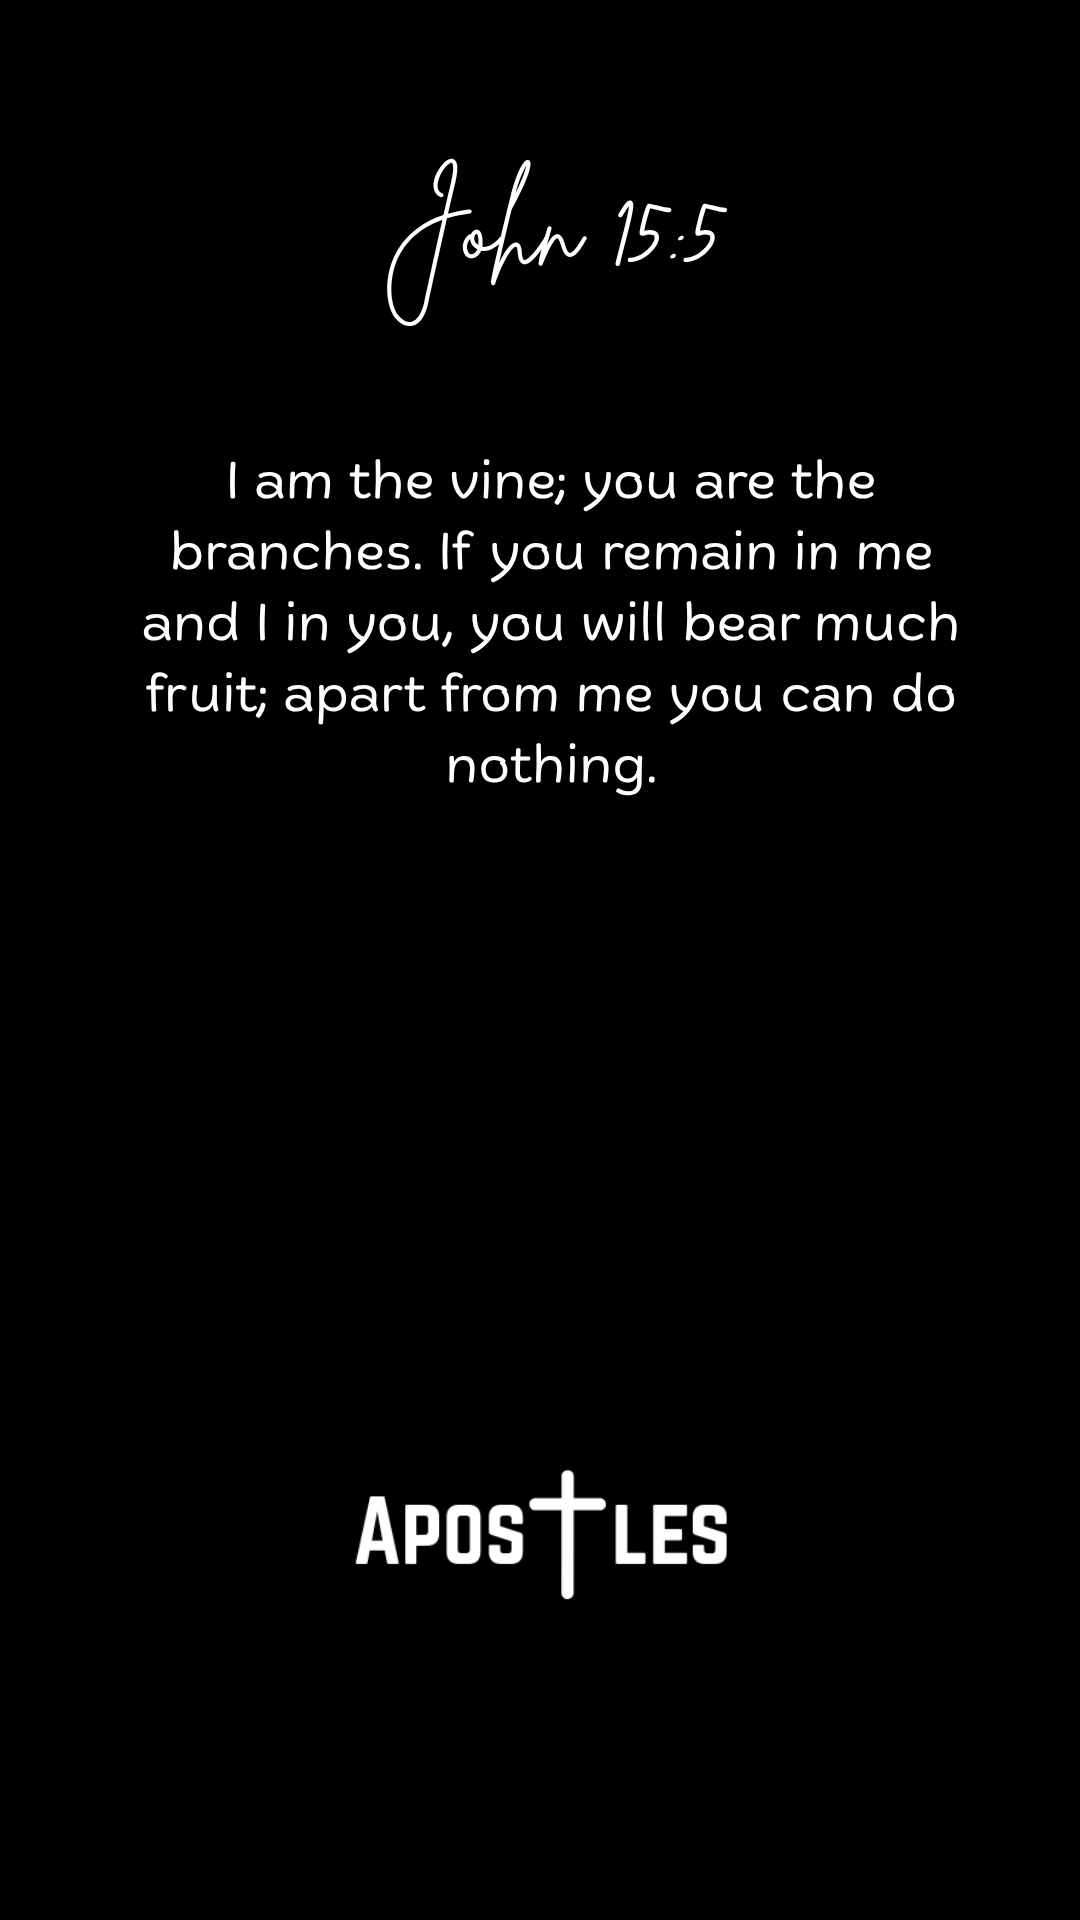 John 15:5
I am the vine; you are the
branches. If you remain in me
and I in you, you will bear much
fruit; apart from me you can do
nothing.
APOSTLES